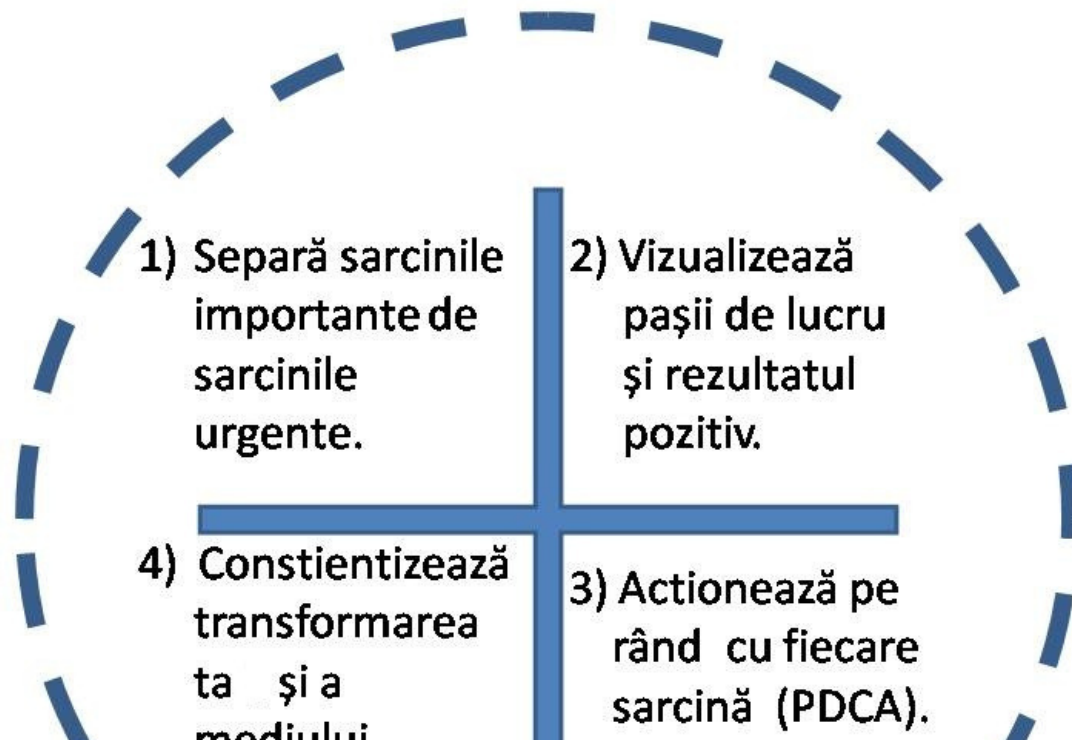 1) Separă sarcinile
importante de
sarcinile
urgente.
2) Vizualizează
pașii de lucru
și rezultatul
pozitiv.
4) Constientizează
transformarea
ta și a
mediului
3) Actionează pe
rând cu fiecare
sarcină (PDCA).